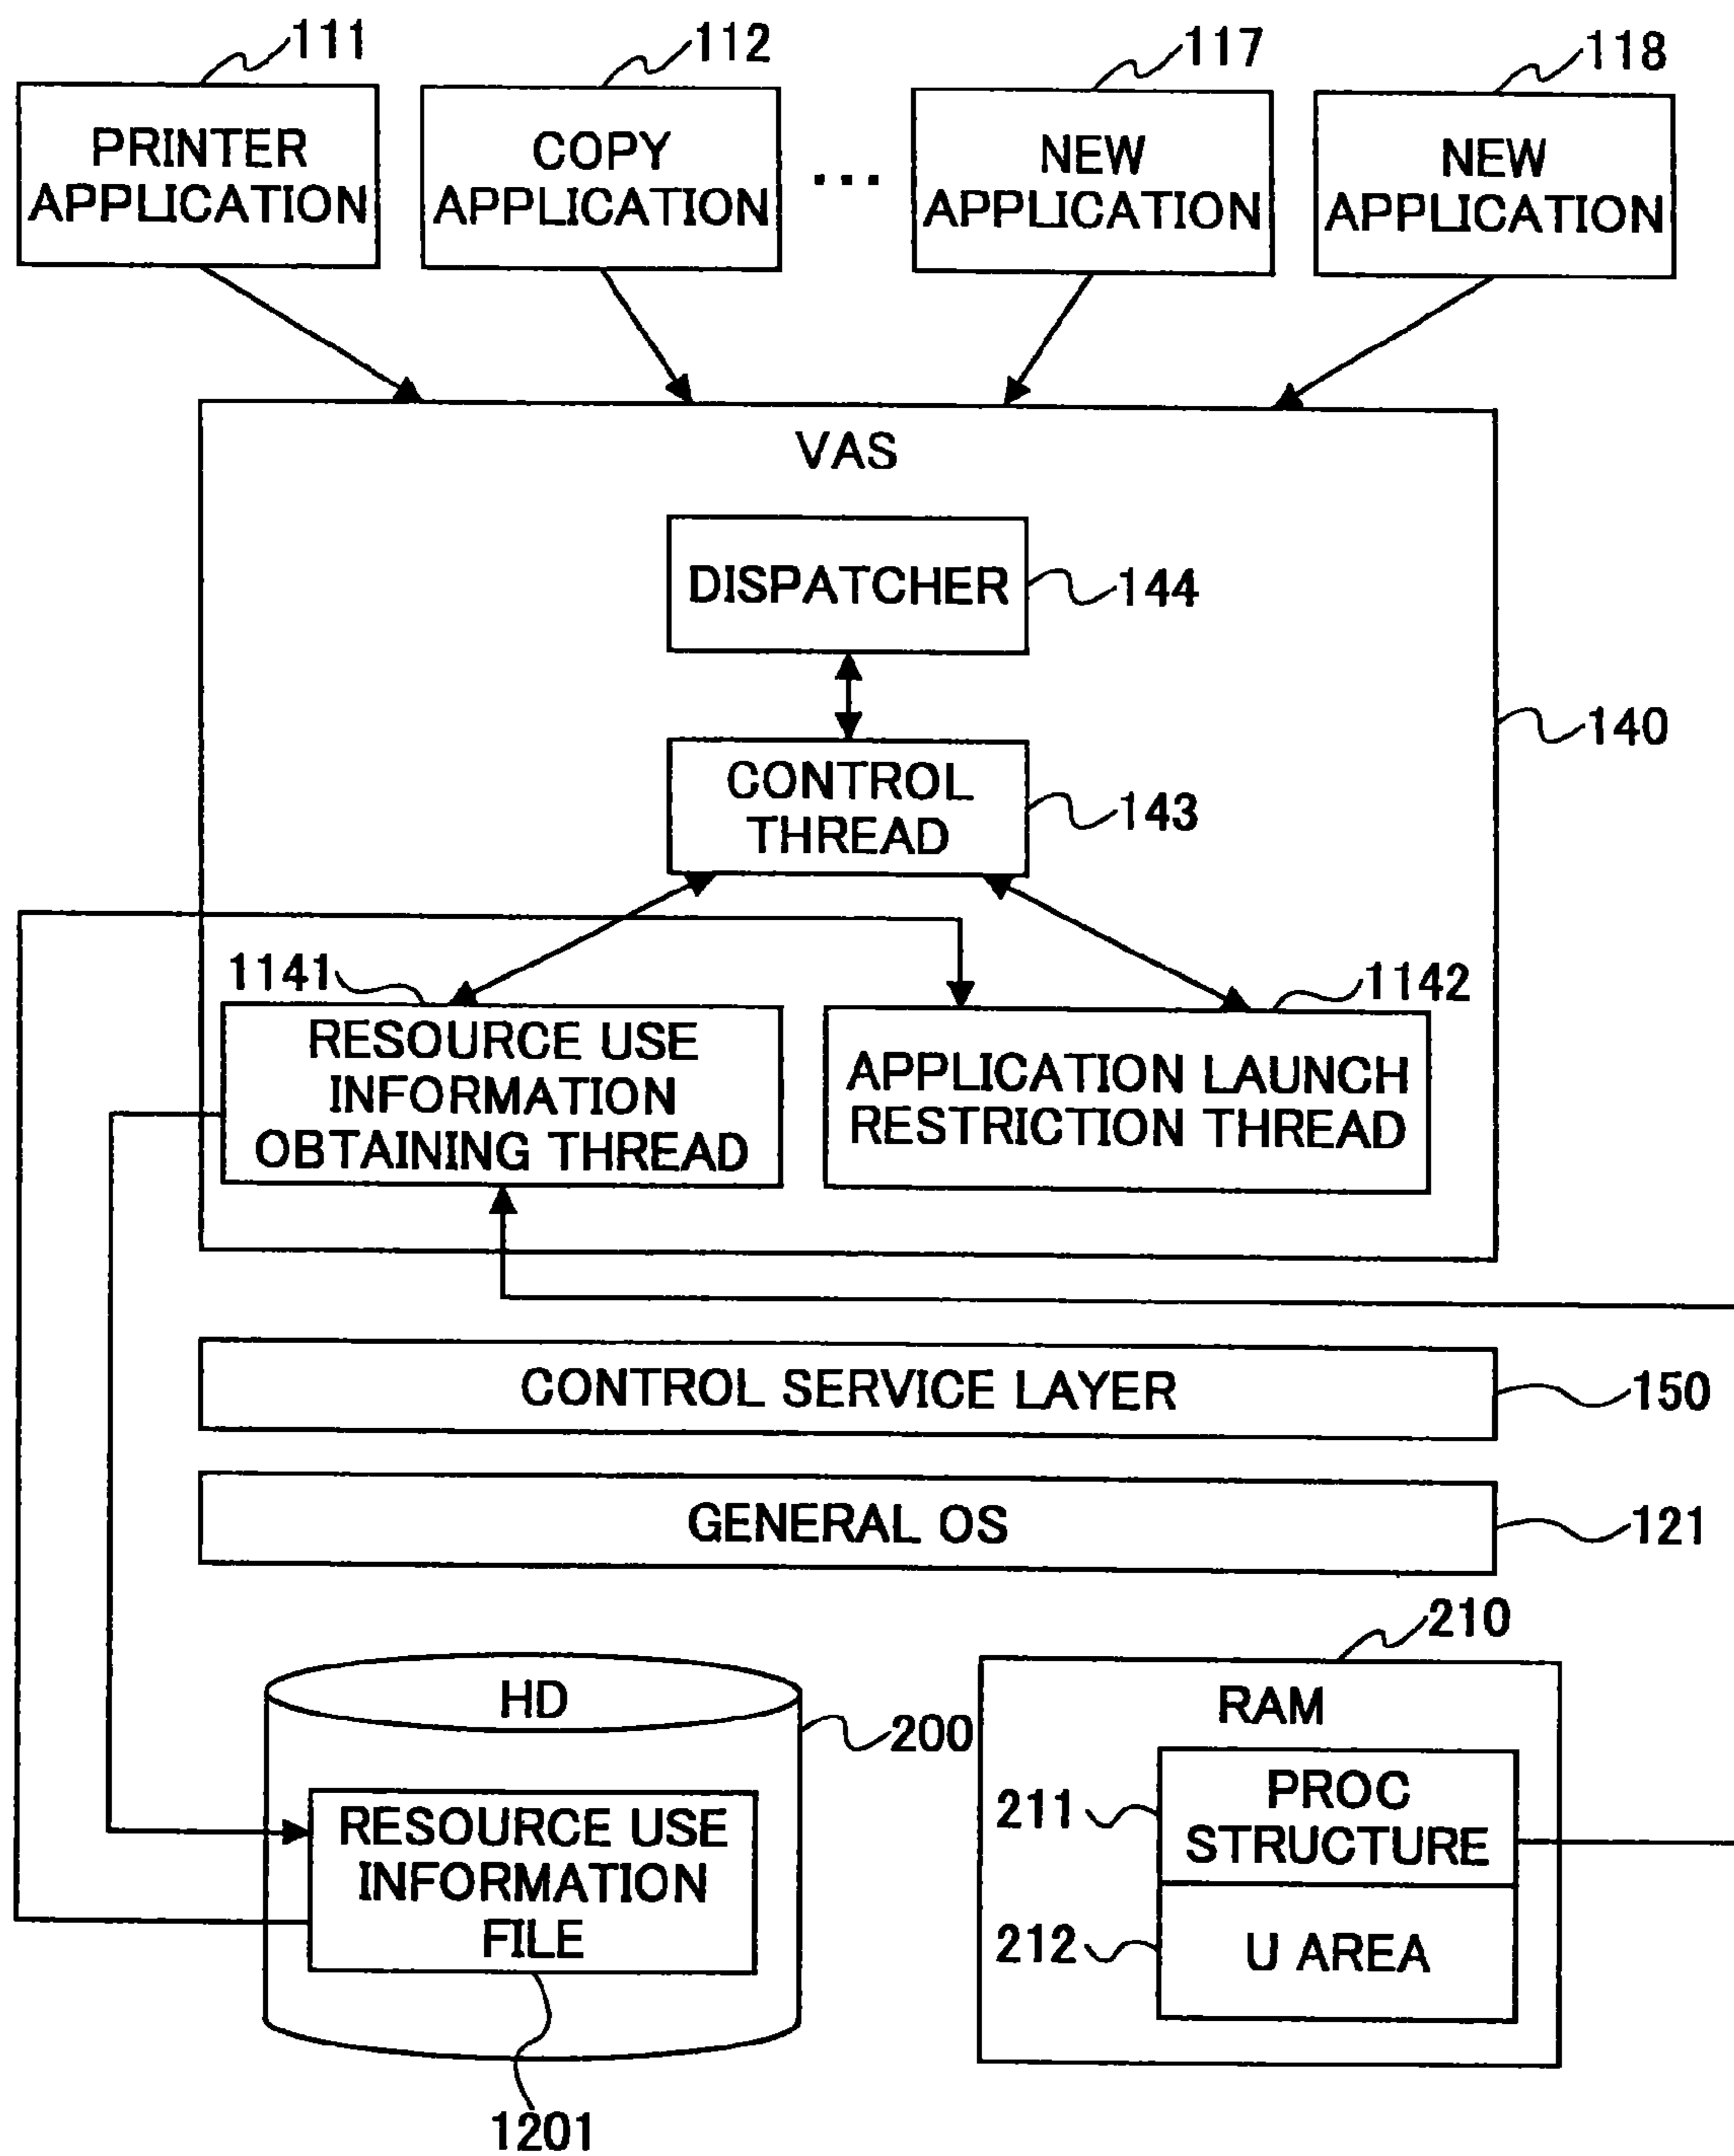 111
112
117
118
PRINTER
APPLICATION
COPY
APPLICATION
...
NEW
APPLICATION
NEW
APPLICATION
VAS
DISPATCHER
144
140
CONTROL
THREAD
143
1141
1142
RESOURCE USE
INFORMATION
OBTAINING THREAD
APPLICATION LAUNCH
RESTRICTION THREAD
CONTROL SERVICE LAYER
150
GENERAL OS
121
210
HD
200
RAM
211
PROC
STRUCTURE
RESOURCE USE
INFORMATION
FILE
212
U AREA
1201